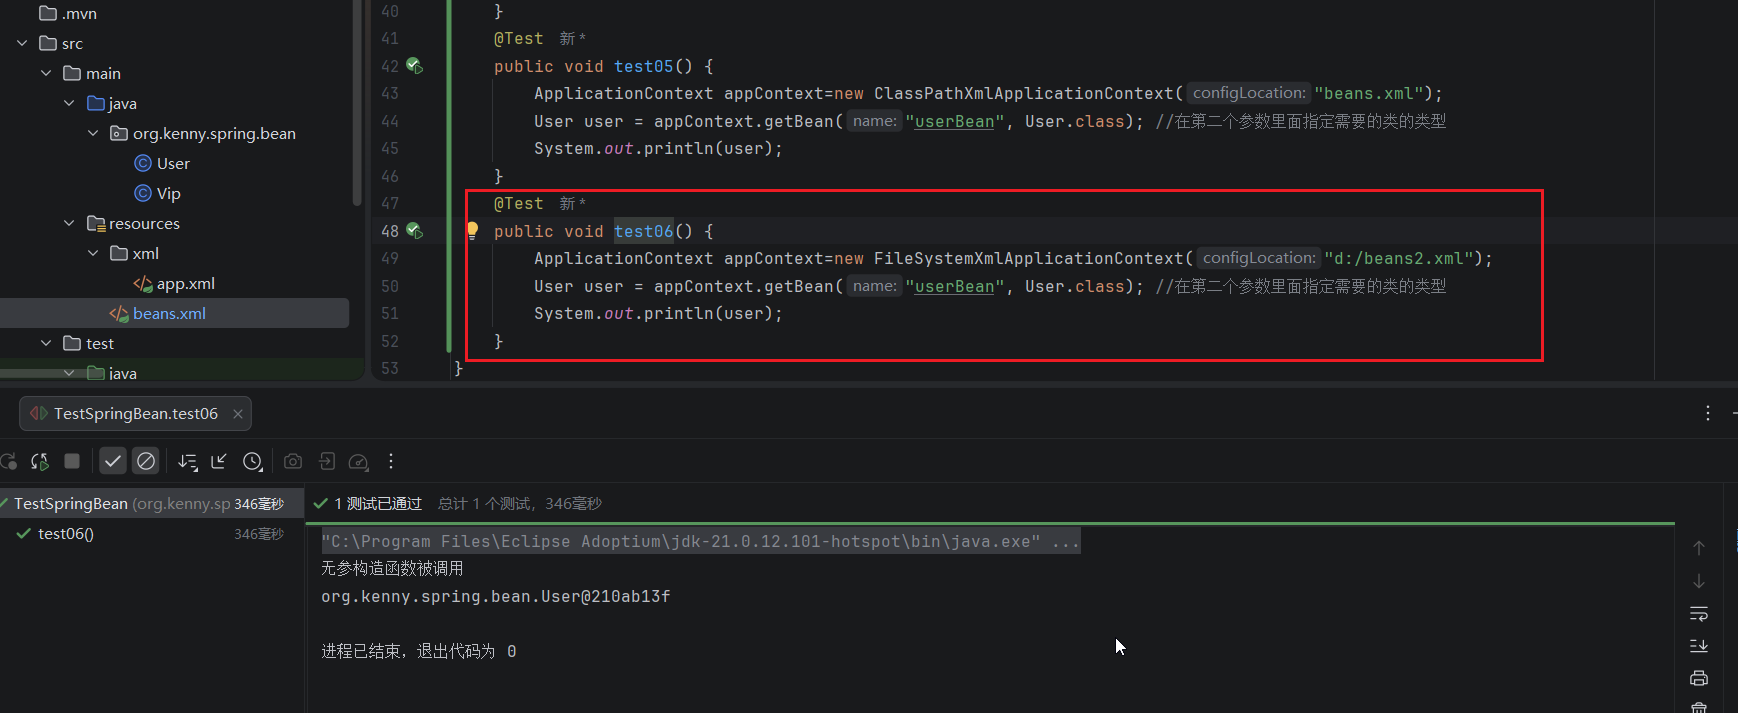 .mvn
src
main
java
org.kenny.spring.bean
User
Vip
resources
xml
app.xml
beans.xml
test
java
40 }
41 @Test 新 *
42 public void test05() {
43 ApplicationContext appContext=new ClassPathXmlApplicationContext( configLocation: "beans.xml");
44 User user = appContext.getBean( name: "userBean", User.class); //在第二个参数里面指定需要的类的类型
45 System.out.println(user);
46 }
47 @Test 新 *
48 public void test06() {
49 ApplicationContext appContext=new FileSystemXmlApplicationContext( configLocation: "d:/beans2.xml");
50 User user = appContext.getBean( name: "userBean", User.class); //在第二个参数里面指定需要的类的类型
51 System.out.println(user);
52 }
53 }
TestSpringBean.test06
TestSpringBean (org.kenny.sp 346毫秒
test06() 346毫秒
1 测试已通过 总计 1 个测试, 346毫秒
"C:\Program Files\Eclipse Adoptium\jdk-21.0.12.101-hotspot\bin\java.exe" ...
无参构造函数被调用
org.kenny.spring.bean.User@210ab13f
进程已结束，退出代码为 0